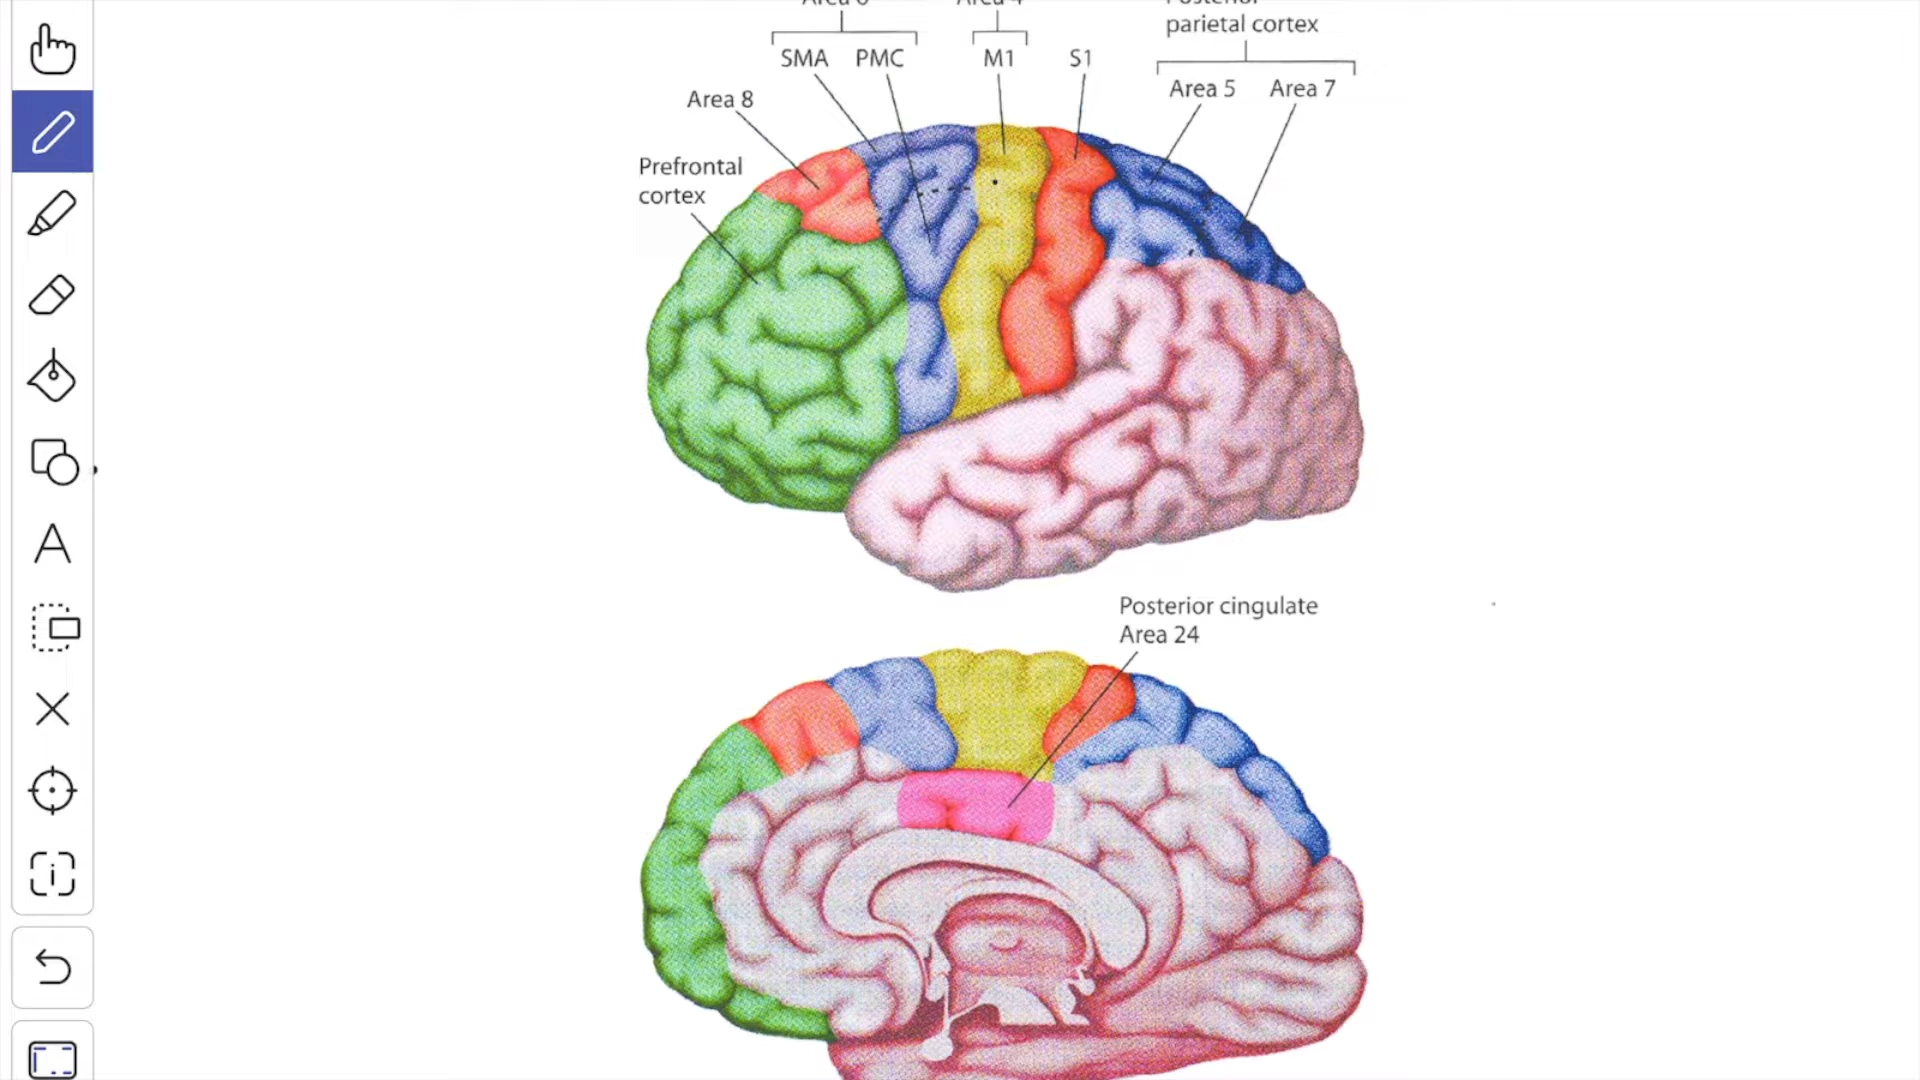 SMA PMC M1 S1
parietal cortex
Area 5 Area 7
Area 8
Prefrontal
cortex
Posterior cingulate
Area 24
A